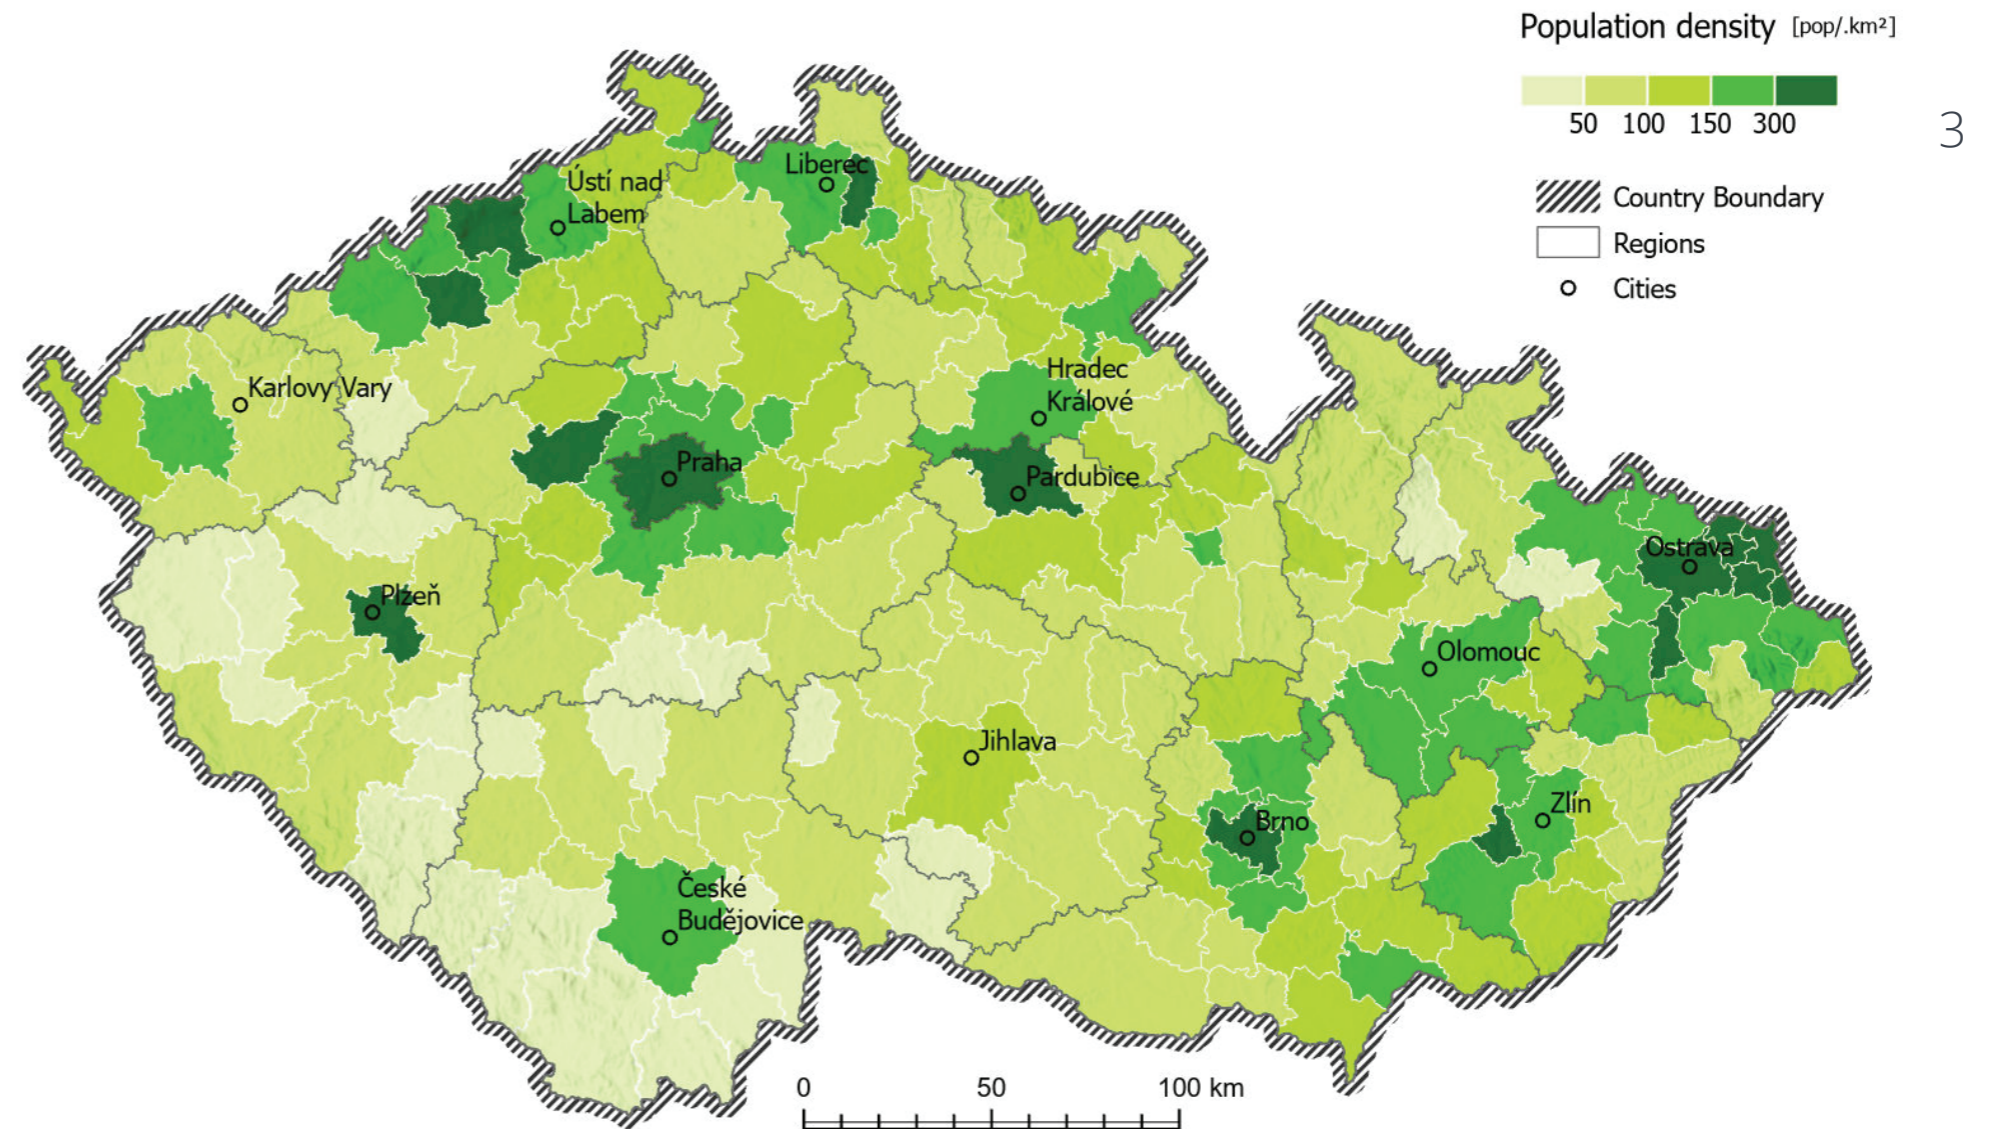 Population density [pop/.km²]
50 100 150 300
3
Country Boundary
Regions
Cities
Liberec
Ústí nad
Labem
Karlovy Vary
Hradec
Králové
Praha
Pardubice
Ostrava
Plzeň
Olomouc
Jihlava
Zlín
Brno
České
Budějovice
0 50 100 km